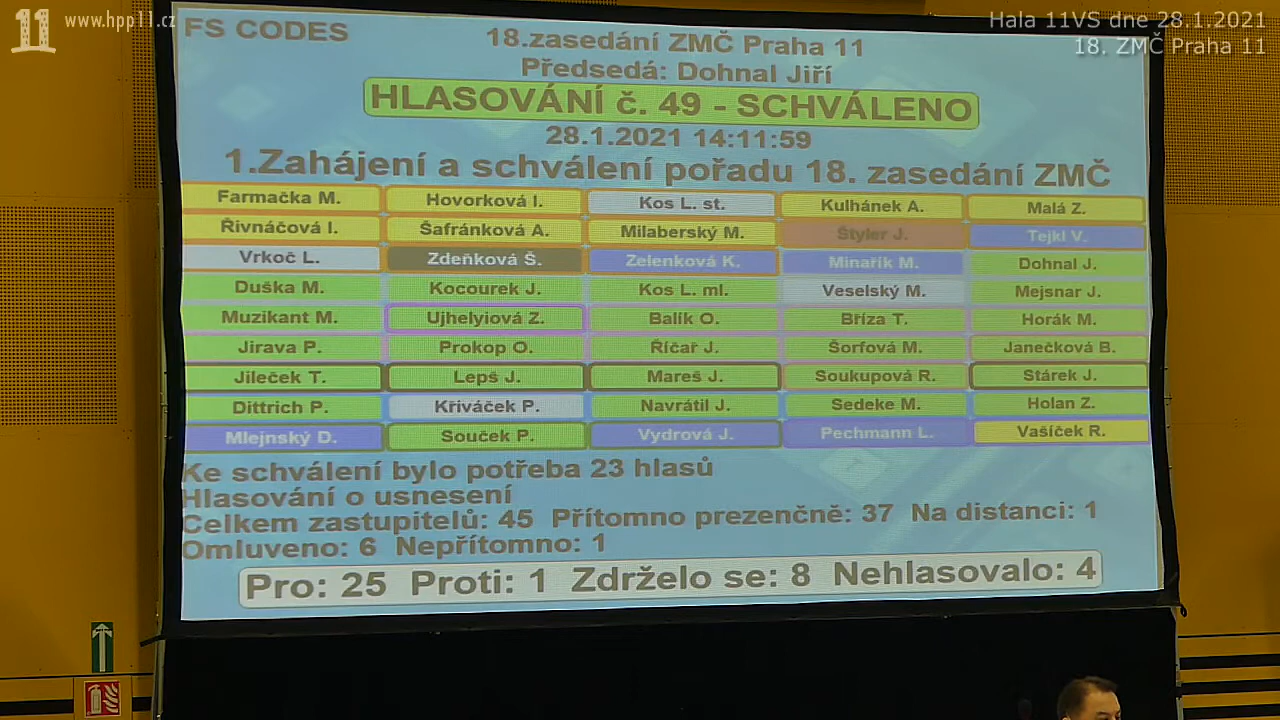 11 www.hpp11.cz
Hala 11VS dne 28.1.2021
18. ZMČ Praha 11
FS CODES
18.zasedání ZMČ Praha 11
Předsedá: Dohnal Jiří
HLASOVÁNÍ č. 49 - SCHVÁLENO
28.1.2021 14:11:59
1.Zahájení a schválení pořadu 18. zasedání ZMČ
Farmačka M. Hovorková I. Kos L. st. Kulhánek A. Malá Z.
Řivnáčová I. Šafránková A. Milaberský M. Štyler J. Tejkl V.
Vrkoč L. Zdeňková Š. Zelenková K. Minařík M. Dohnal J.
Duška M. Kocourek J. Kos L. ml. Veselský M. Mejsnar J.
Muzikant M. Ujhelyiová Z. Balík O. Bříza T. Horák M.
Jirava P. Prokop O. Říčař J. Šorfová M. Janečková B.
Jileček T. Lepš J. Mareš J. Soukupová R. Stárek J.
Dittrich P. Křiváček P. Navrátil J. Sedeke M. Holan Z.
Mlejnský D. Souček P. Vydrová J. Pechmann L. Vašíček R.
Ke schválení bylo potřeba 23 hlasů
Hlasování o usnesení
Celkem zastupitelů: 45 Přítomno prezenčně: 37 Na distanci: 1
Omluveno: 6 Nepřítomno: 1
Pro: 25 Proti: 1 Zdrželo se: 8 Nehlasovalo: 4